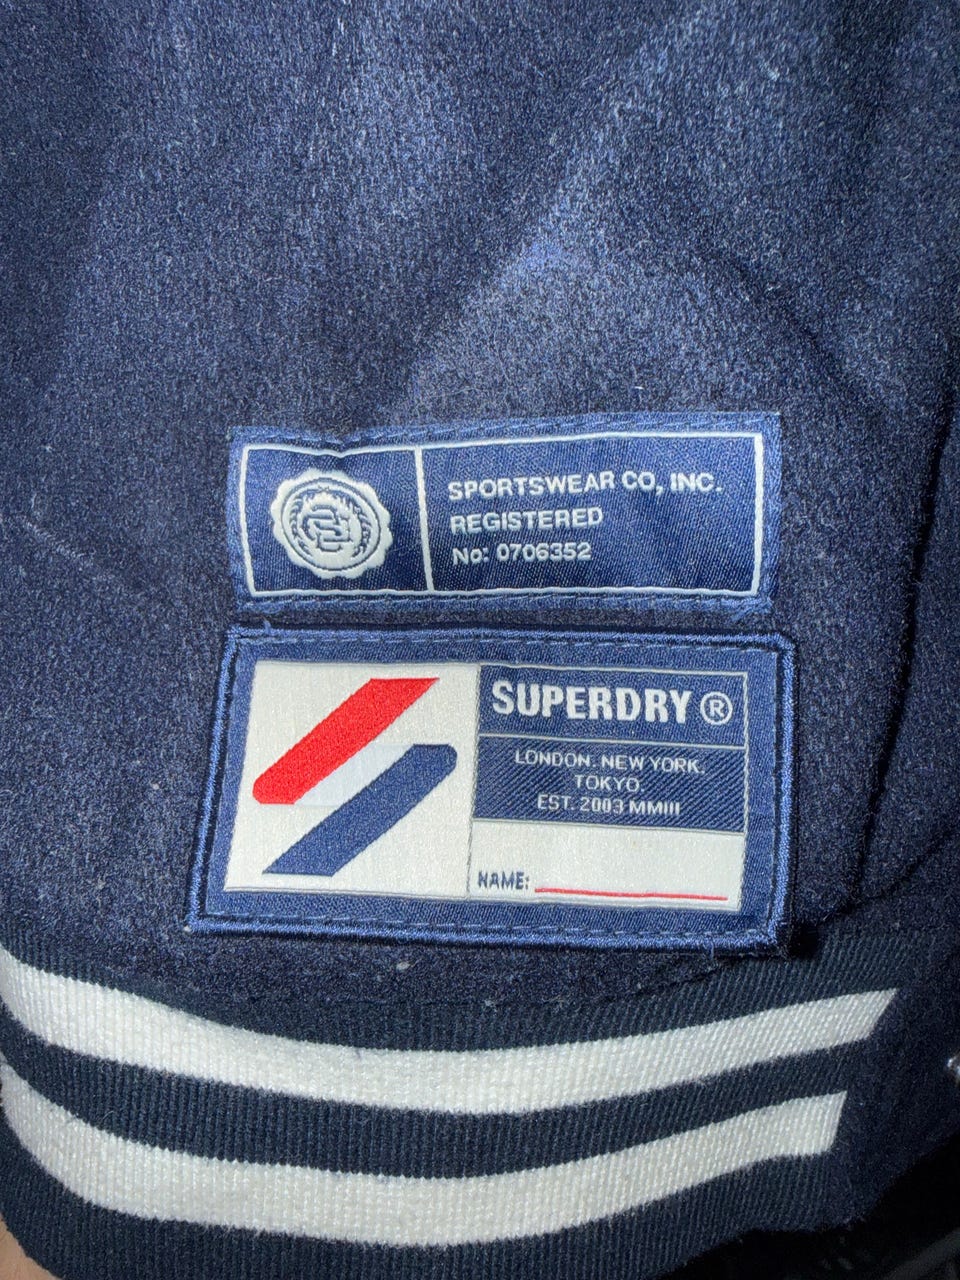 SPORTSWEAR CO, INC.
REGISTERED
No: 0706352
SUPERDRY®
LONDON. NEW YORK.
TOKYO.
EST. 2003 MMIII
NAME: